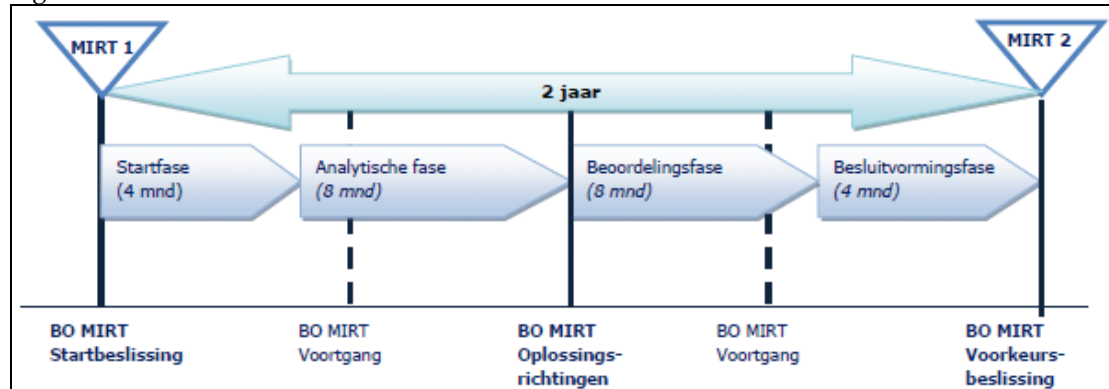 MIRT 1
MIRT 2
2 jaar
Startfase
(4 mnd)
Analytische fase
(8 mnd)
Beoordelingsfase
(8 mnd)
Besluitvormingsfase
(4 mnd)
BO MIRT
Startbeslissing
BO MIRT
Voortgang
BO MIRT
Oplossings-
richtingen
BO MIRT
Voortgang
BO MIRT
Voorkeurs-
beslissing